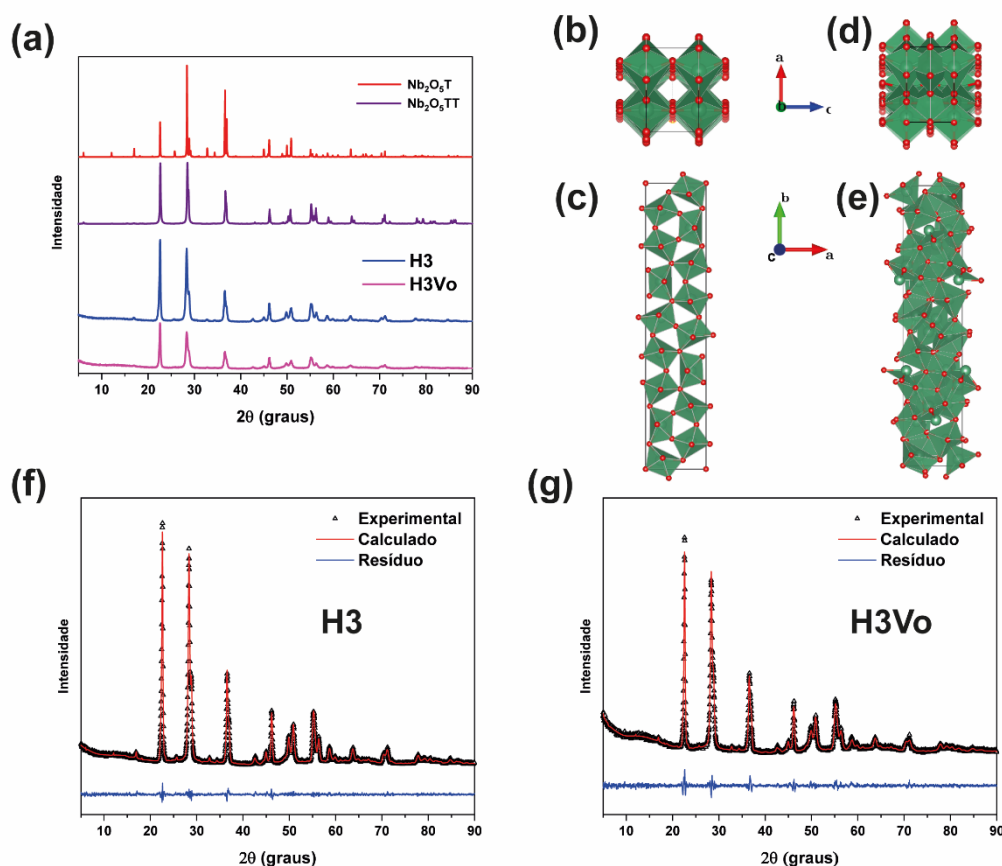 (a)
Nb₂O₅T
Nb₂O₅TT
H3
H3Vo
Intensidade
10 20 30 40 50 60 70 80 90
2θ (graus)
(b)
a
b
c
(d)
(c)
b
c
a
(e)
(f)
Experimental
Calculado
Resíduo
H3
Intensidade
10 20 30 40 50 60 70 80 90
2θ (graus)
(g)
Experimental
Calculado
Resíduo
H3Vo
Intensidade
10 20 30 40 50 60 70 80 90
2θ (graus)